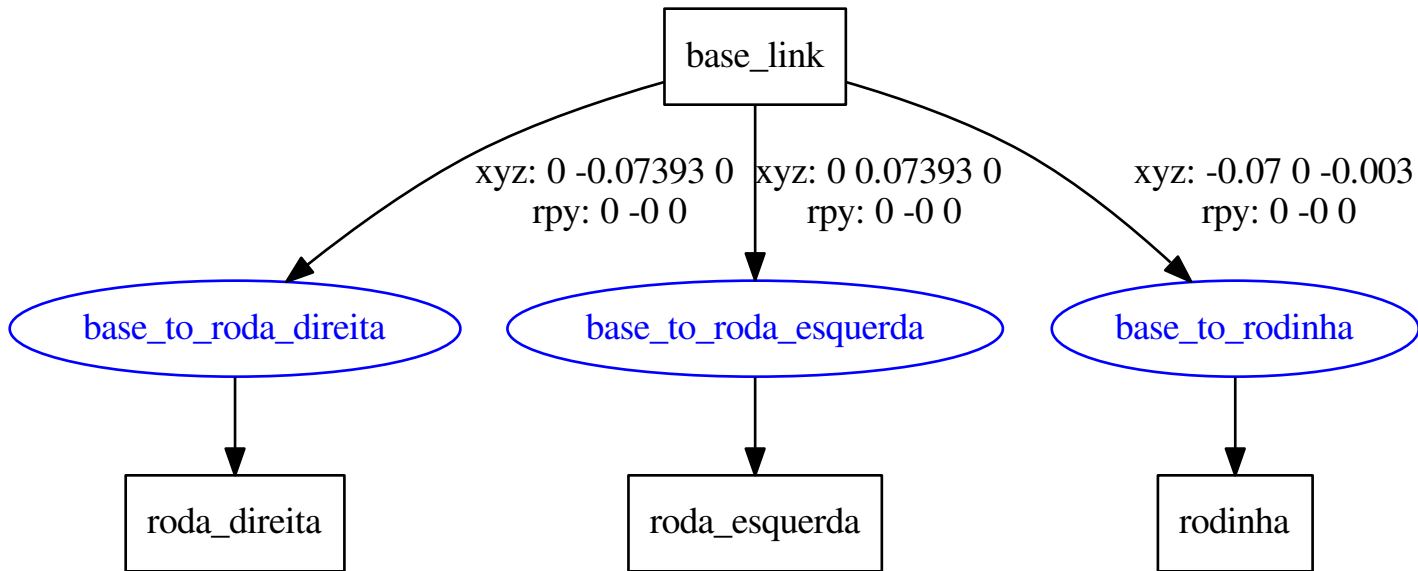 base_link
xyz: 0 -0.07393 0
rpy: 0 -0 0
xyz: 0 0.07393 0
rpy: 0 -0 0
xyz: -0.07 0 -0.003
rpy: 0 -0 0
base_to_roda_direita
base_to_roda_esquerda
base_to_rodinha
roda_direita
roda_esquerda
rodinha